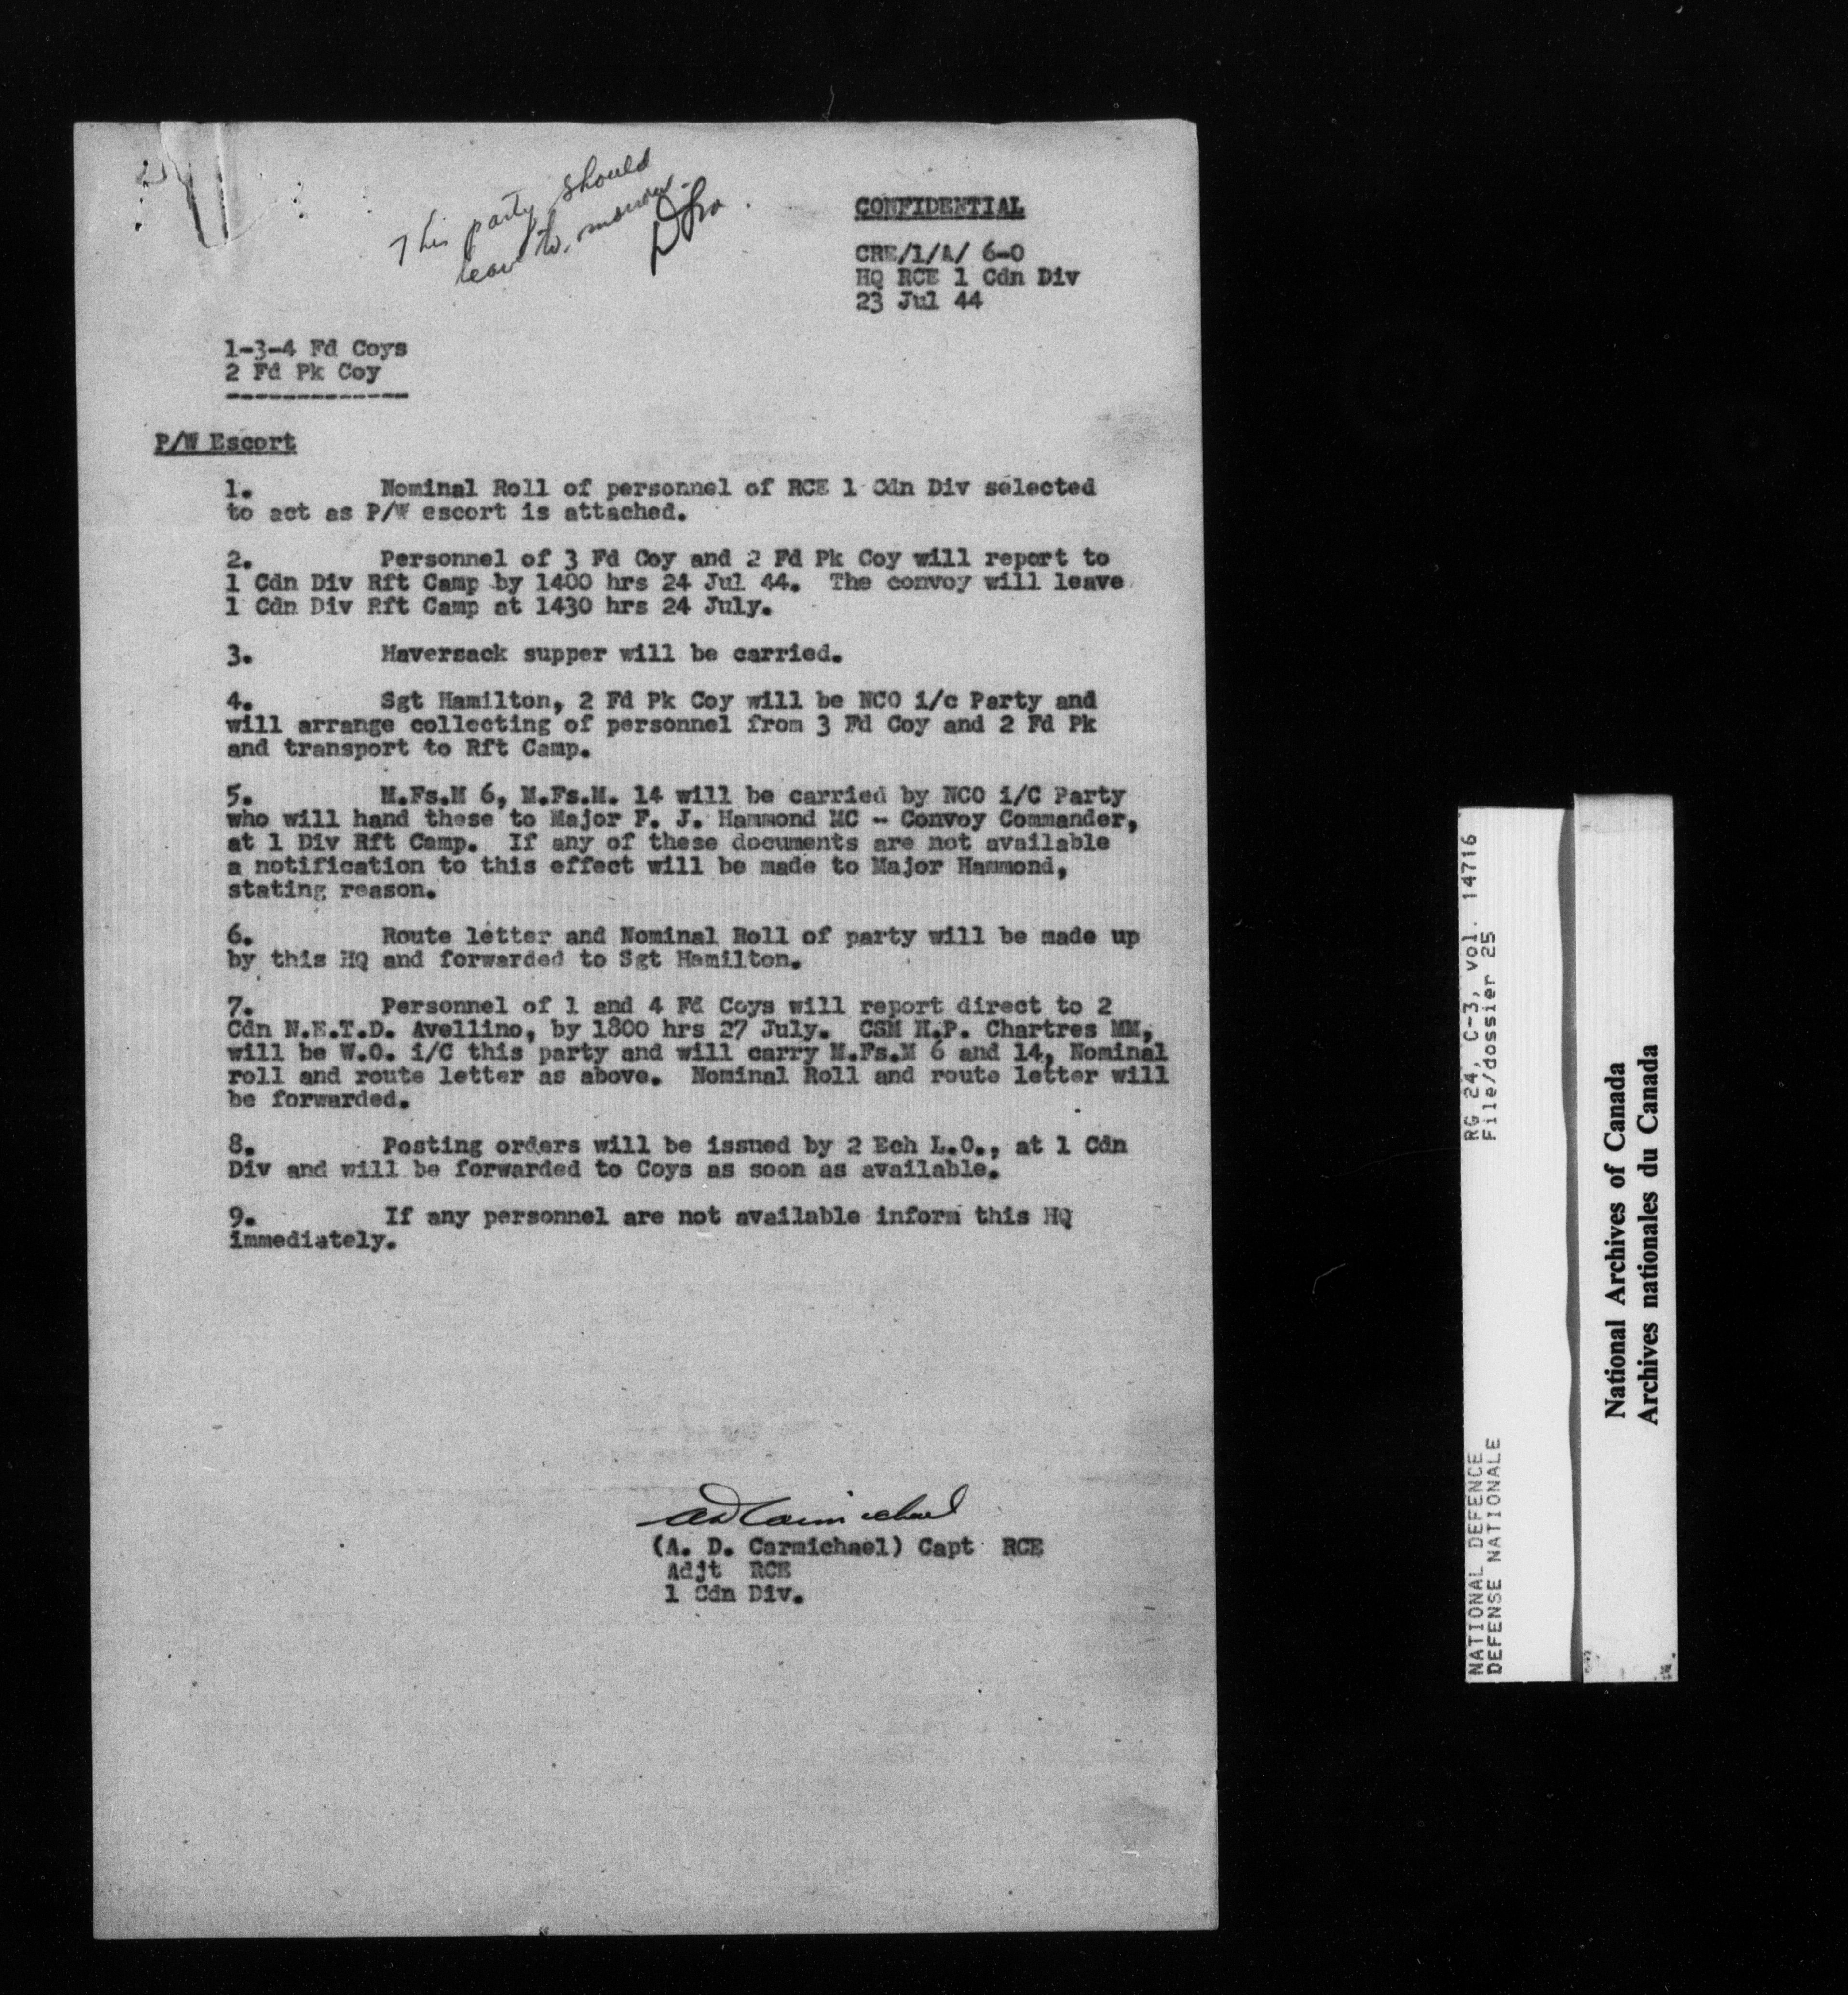 This party should
leave to-morrow.
CONFIDENTIAL
CRE/1/A/ 6-0
HQ RCE 1 Cdn Div
23 Jul 44
1-3-4 Fd Coys
2 Fd Pk Coy
-------------
P/W Escort
1. Nominal Roll of personnel of RCE 1 Cdn Div selected
to act as P/W escort is attached.
2. Personnel of 3 Fd Coy and 2 Fd Pk Coy will report to
1 Cdn Div Rft Camp by 1400 hrs 24 Jul 44. The convoy will leave
1 Cdn Div Rft Camp at 1430 hrs 24 July.
3. Haversack supper will be carried.
4. Sgt Hamilton, 2 Fd Pk Coy will be NCO i/c Party and
will arrange collecting of personnel from 3 Fd Coy and 2 Fd Pk
and transport to Rft Camp.
5. M.Fs.M 6, M.Fs.M. 14 will be carried by NCO i/C Party
who will hand these to Major F. J. Hammond MC - Convoy Commander,
at 1 Div Rft Camp. If any of these documents are not available
a notification to this effect will be made to Major Hammond,
stating reason.
6. Route letter and Nominal Roll of party will be made up
by this HQ and forwarded to Sgt Hamilton.
7. Personnel of 1 and 4 Fd Coys will report direct to 2
Cdn N.E.T.D. Avellino, by 1800 hrs 27 July. CSM H.P. Chartres MM,
will be W.O. i/C this party and will carry M.Fs.M 6 and 14, Nominal
roll and route letter as above. Nominal Roll and route letter will
be forwarded.
8. Posting orders will be issued by 2 Ech L.O., at 1 Cdn
Div and will be forwarded to Coys as soon as available.
9. If any personnel are not available inform this HQ
immediately.
AD Carmichael
(A. D. Carmichael) Capt RCE
Adjt RCE
1 Cdn Div.
NATIONAL DEFENCE RG 24, C-3, vol. 14716
DEFENSE NATIONALE File/dossier 25
National Archives of Canada
Archives nationales du Canada